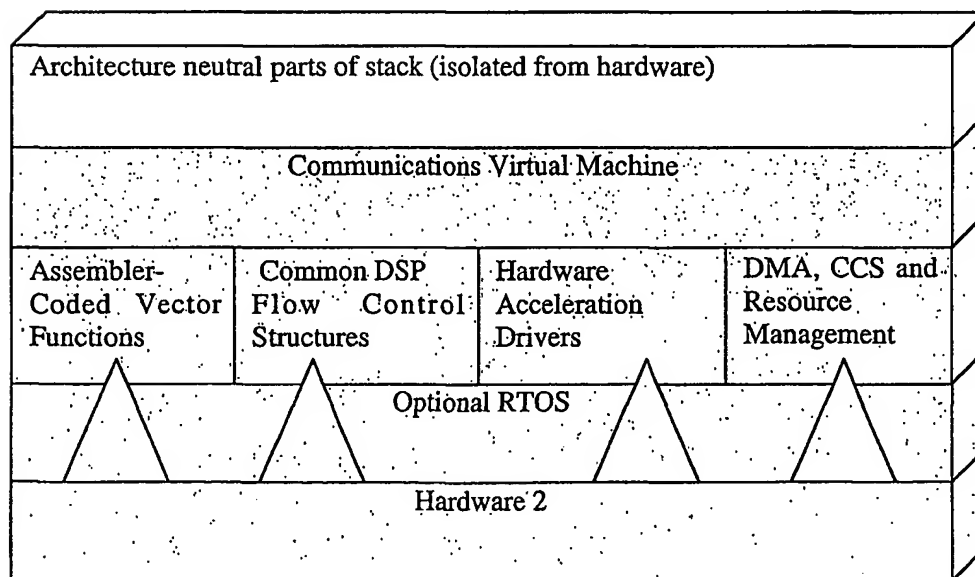 Architecture neutral parts of stack (isolated from hardware)
Communications Virtual Machine
Assembler-
Coded Vector
Functions
Common DSP
Flow Control
Structures
Hardware
Acceleration
Drivers
DMA, CCS and
Resource
Management
Optional RTOS
Hardware 2